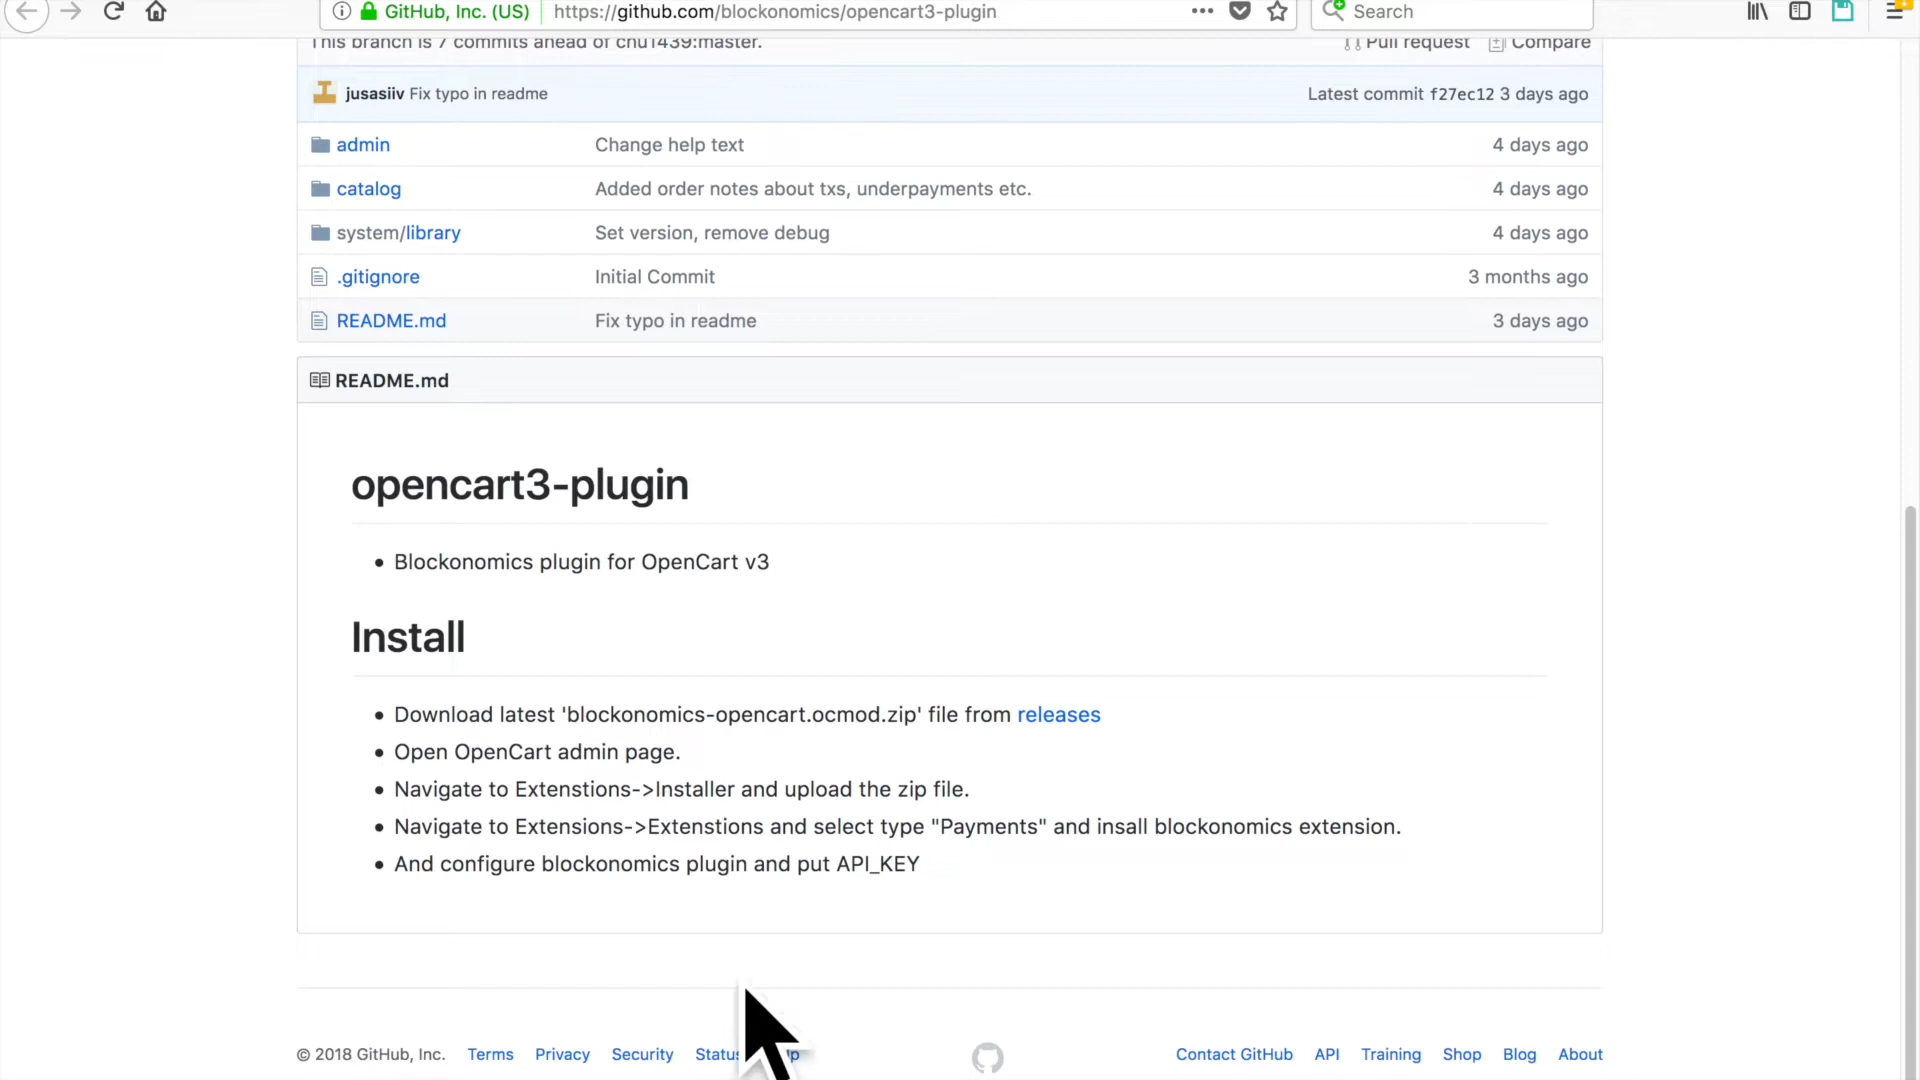 GitHub, Inc. (US) https://github.com/blockonomics/opencart3-plugin Search
This branch is 7 commits ahead of cnu1439:master. Pull request Compare
jusasiiv Fix typo in readme Latest commit f27ec12 3 days ago
admin Change help text 4 days ago
catalog Added order notes about txs, underpayments etc. 4 days ago
system/library Set version, remove debug 4 days ago
.gitignore Initial Commit 3 months ago
README.md Fix typo in readme 3 days ago
README.md
opencart3-plugin
• Blockonomics plugin for OpenCart v3
Install
• Download latest 'blockonomics-opencart.ocmod.zip' file from releases
• Open OpenCart admin page.
• Navigate to Extenstions->Installer and upload the zip file.
• Navigate to Extensions->Extenstions and select type "Payments" and insall blockonomics extension.
• And configure blockonomics plugin and put API_KEY
© 2018 GitHub, Inc. Terms Privacy Security Contact GitHub API Training Shop Blog About